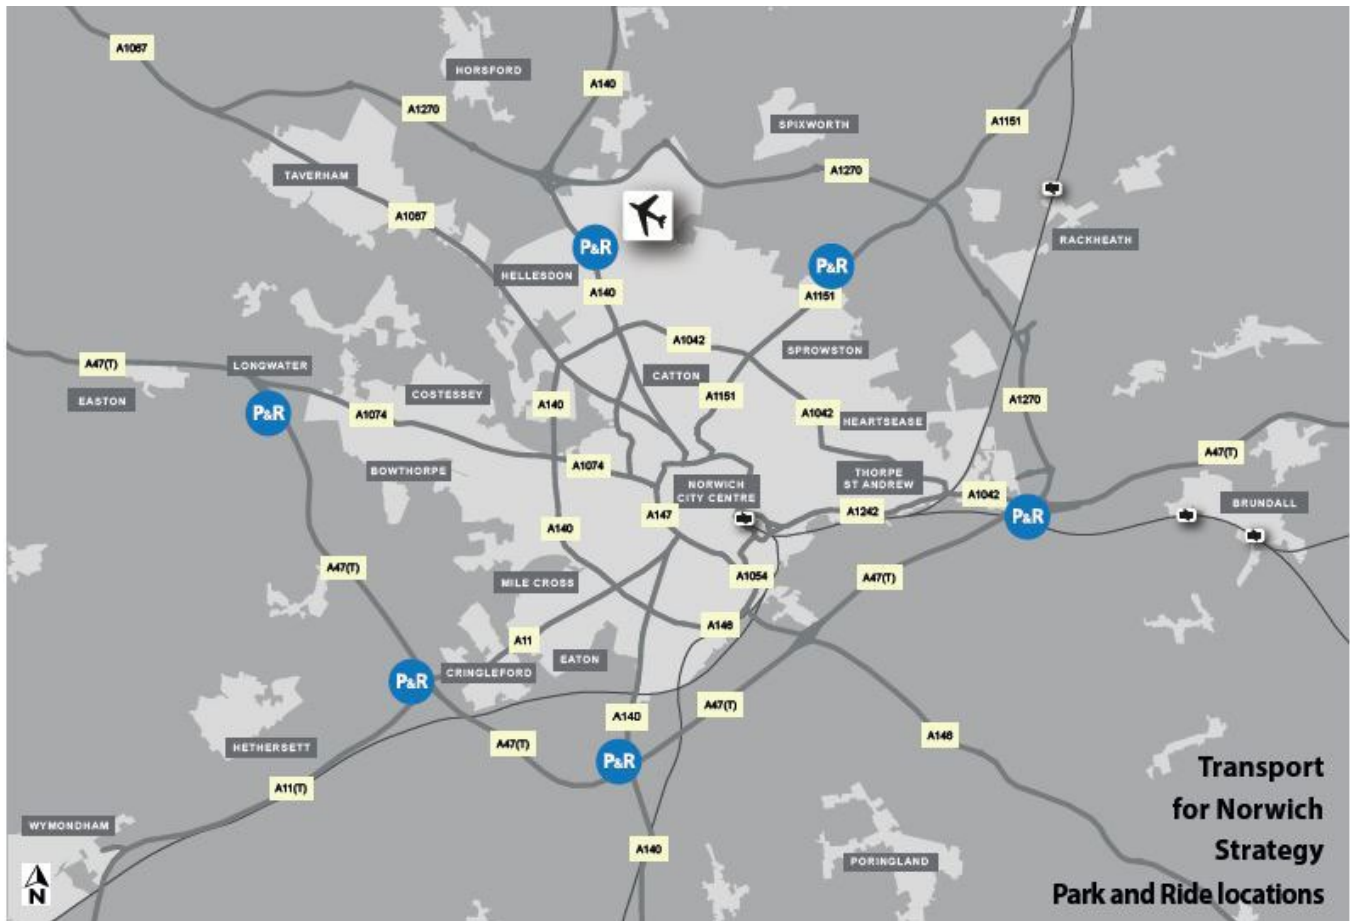 A1067
HORSFORD
A140
A1270
SPIXWORTH
A1151
A1270
TAVERHAM
A1067
RACKHEATH
P&R
P&R
HELLESDON
A140
A1151
A1042
SPROWSTON
A47(T)
LONGWATER
CATTON
EASTON
COSTESSEY
A1151
A140
A1270
P&R
A1074
A1042
HEARTSEASE
A47(T)
BOWTHORPE
A1074
THORPE
ST ANDREW
NORWICH
CITY CENTRE
A1042
BRUNDALL
A147
A1242
P&R
A140
A47(T)
MILE CROSS
A1054
A47(T)
A146
A11
EATON
CRINGLEFORD
P&R
A47(T)
A140
A146
HETHERSETT
A47(T)
P&R
A11(T)
WYMONDHAM
A140
PORINGLAND
N
Transport
for Norwich
Strategy
Park and Ride locations